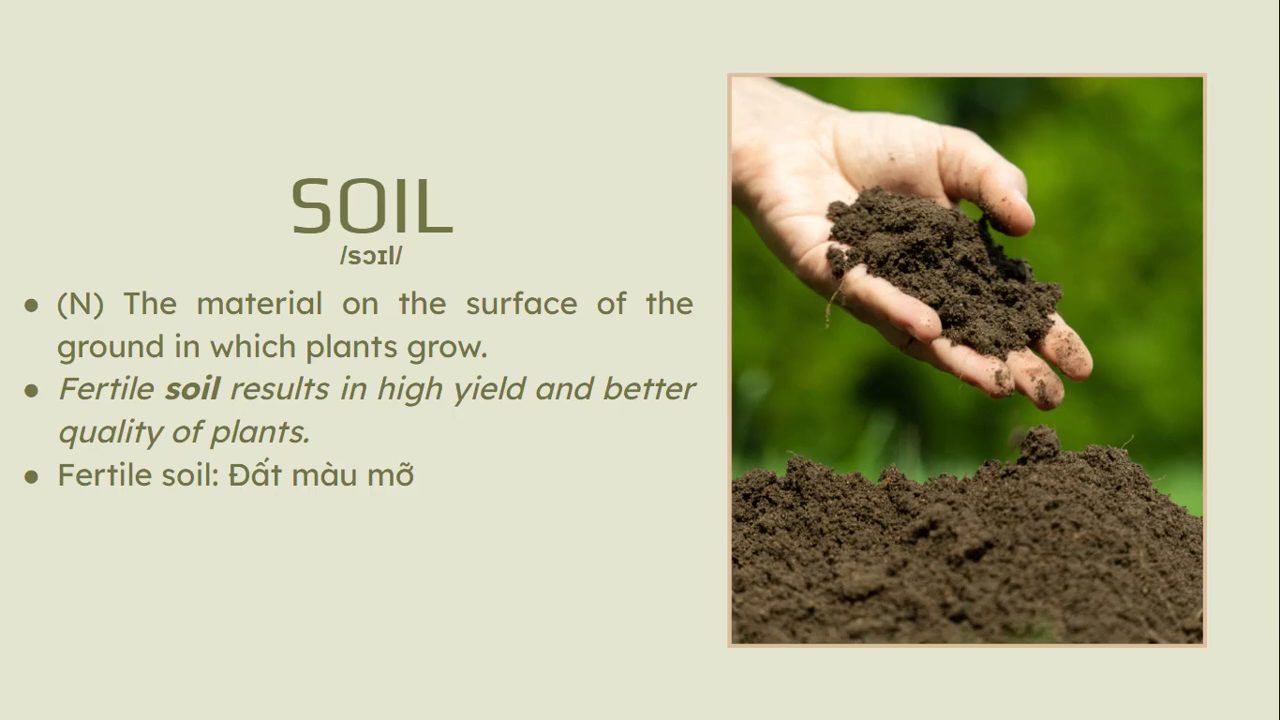 SOIL
/sɔɪl/
● (N) The material on the surface of the
ground in which plants grow.
● Fertile soil results in high yield and better
quality of plants.
● Fertile soil: Đất màu mỡ